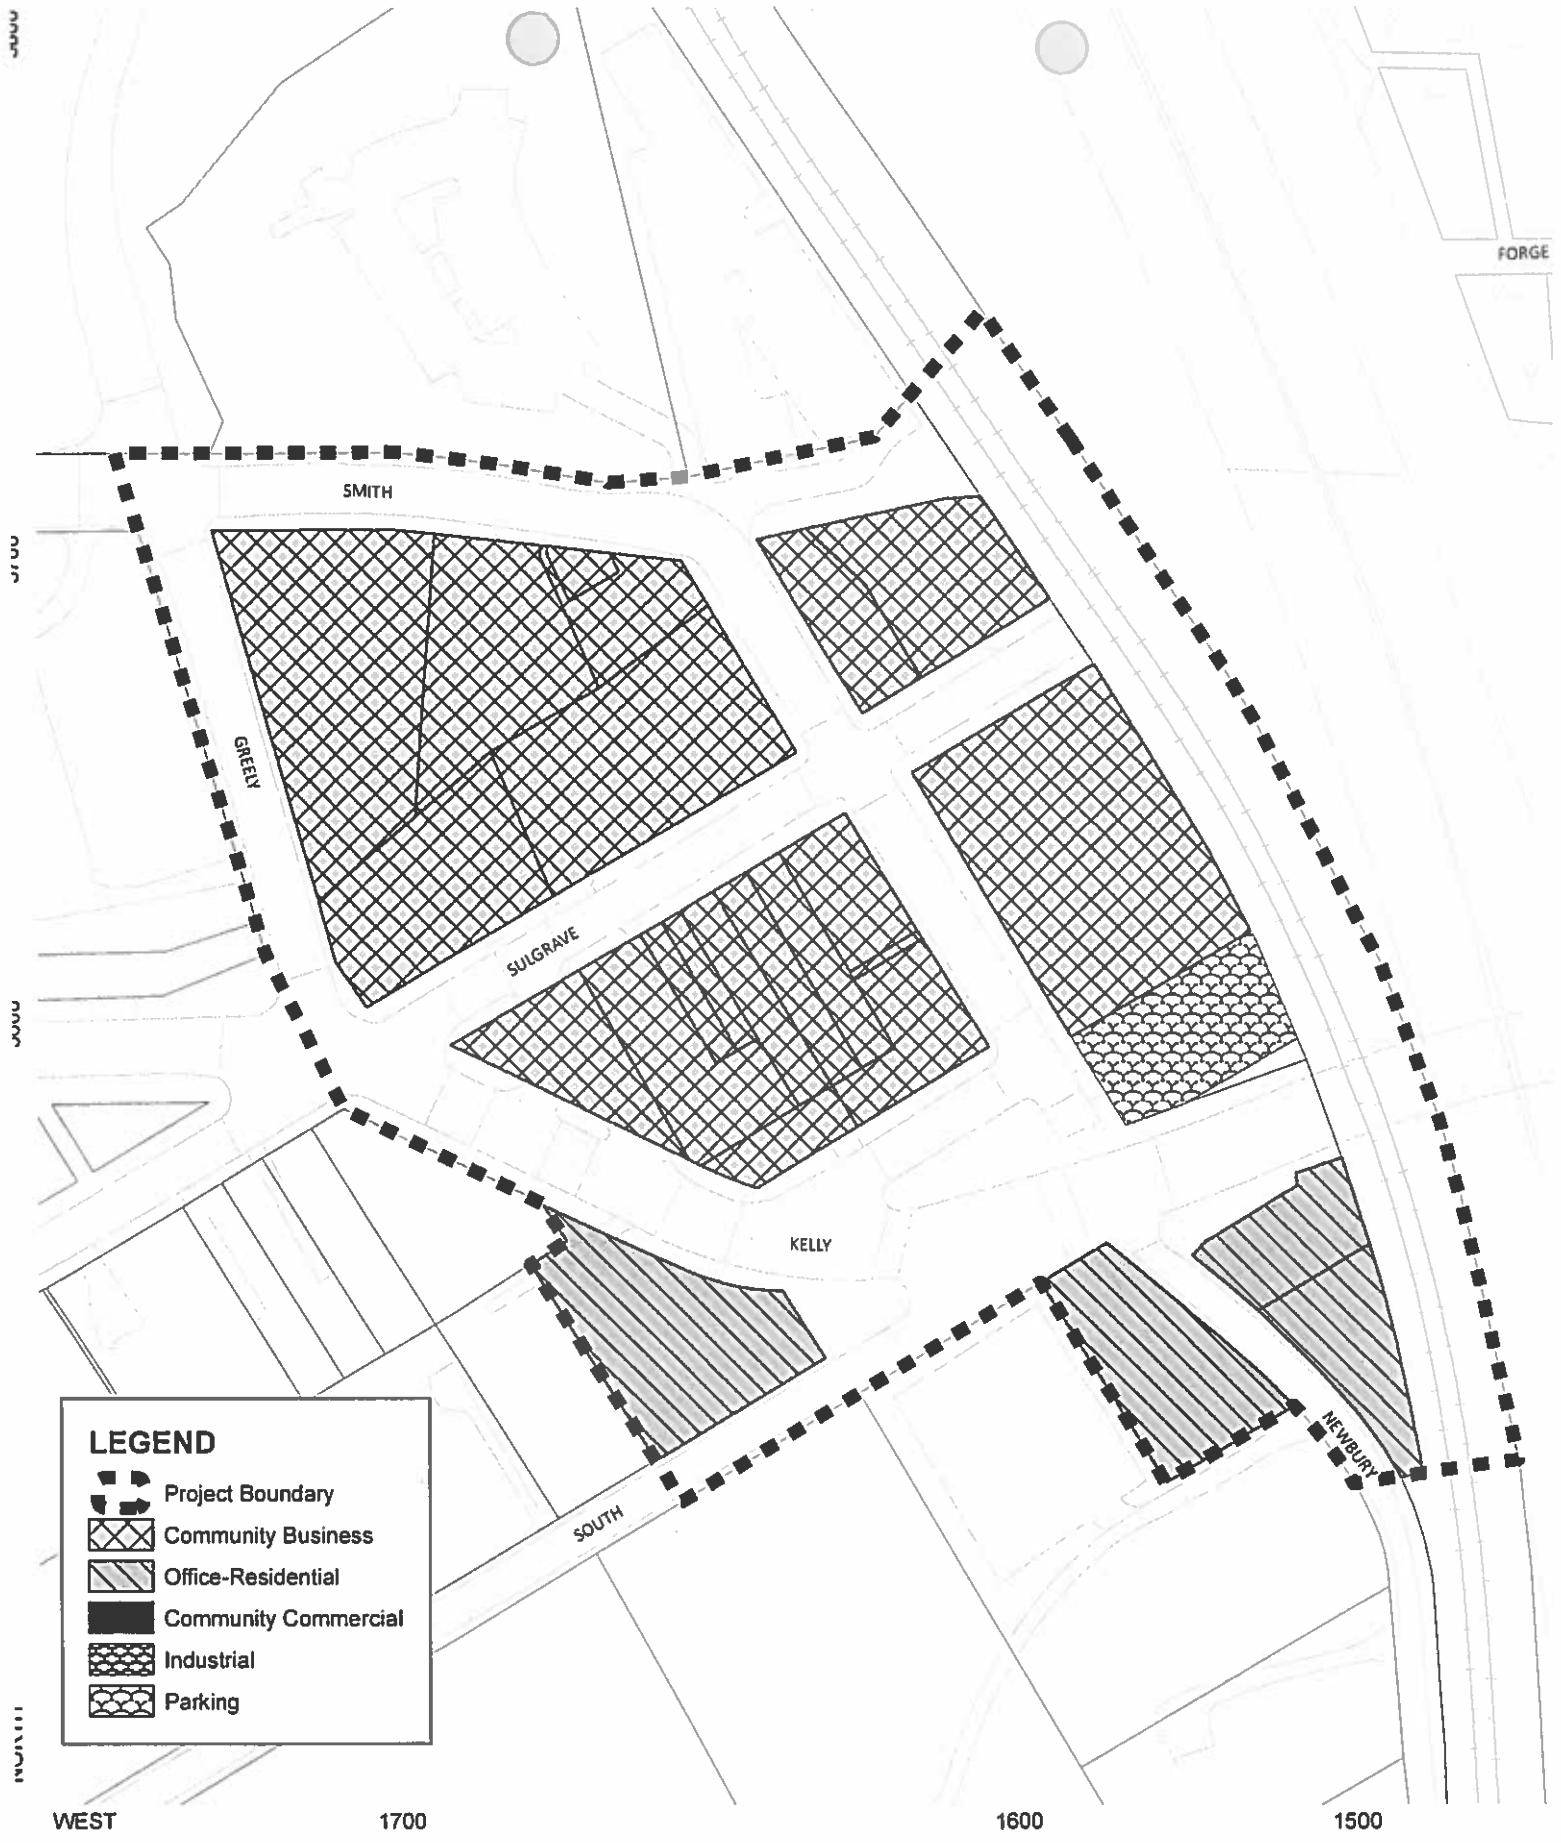 FORGE
SMITH
GREELY
SULGRAVE
KELLY
NEWBURY
SOUTH
LEGEND
Project Boundary
Community Business
Office-Residential
Community Commercial
Industrial
Parking
WEST
1700
1600
1500